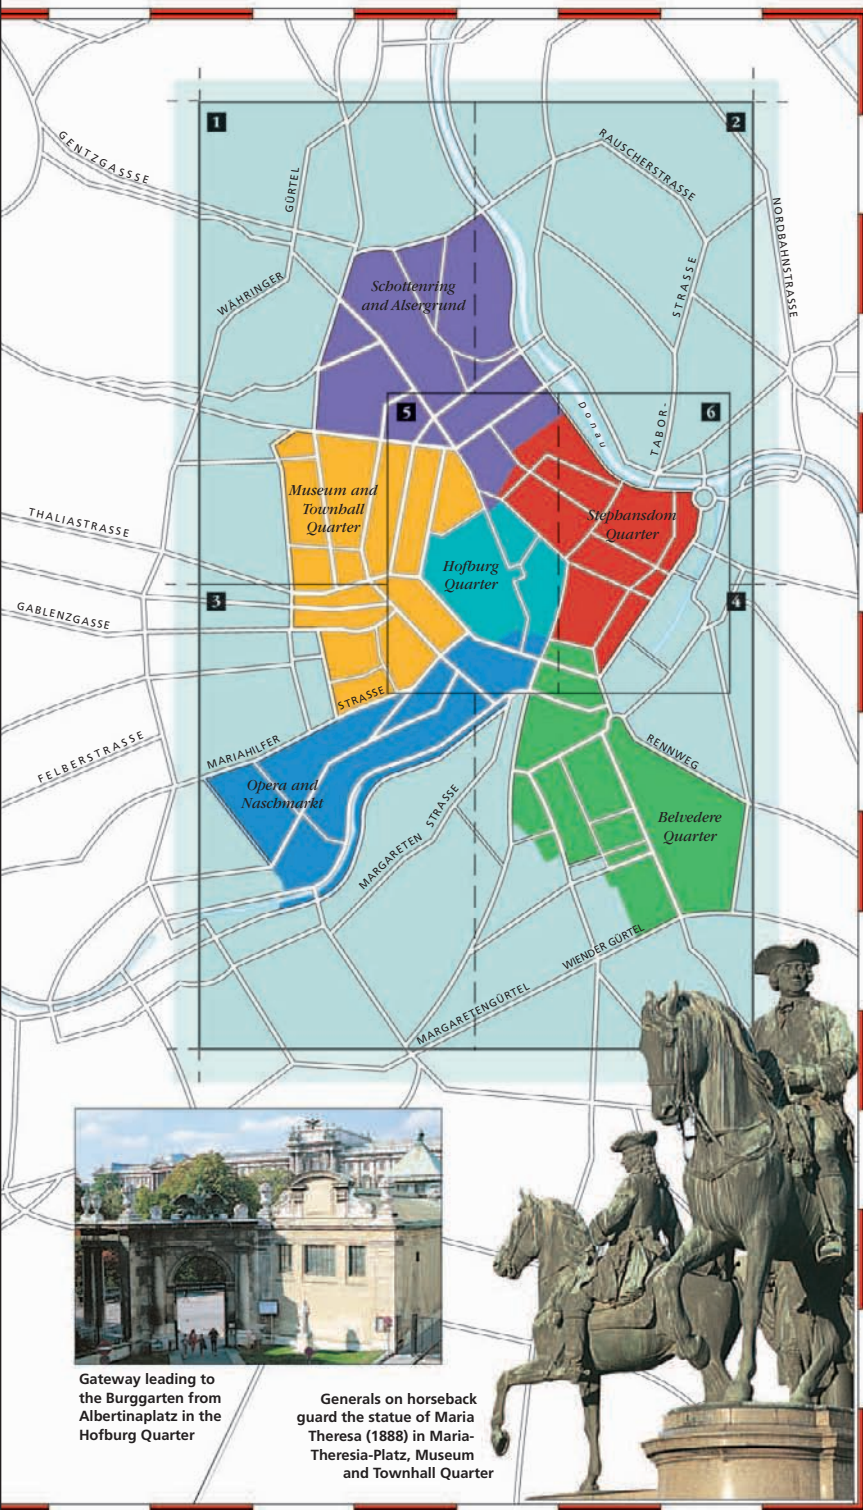 1
2
GENTZGASSSE
RAUSCHERSTRASSE
GÜRTEL
NORDBAHNSTRASSE
WÄHRINGER
STRASSE
Schottenring
and Alsergrund
5
6
Donau
TABOR-
Museum and
Townhall
Quarter
THALIASTRASSE
Stephansdom
Quarter
Hofburg
Quarter
3
4
GABLENZGASSE
STRASSE
MARIAHILFER
FELBERSTRASSE
RENNWEG
Opera and
Naschmarkt
STRASSE
MARGARETEN
Belvedere
Quarter
WIENDER GÜRTEL
MARGARETENGÜRTEL
Gateway leading to
the Burggarten from
Albertinaplatz in the
Hofburg Quarter
Generals on horseback
guard the statue of Maria
Theresa (1888) in Maria-
Theresia-Platz, Museum
and Townhall Quarter